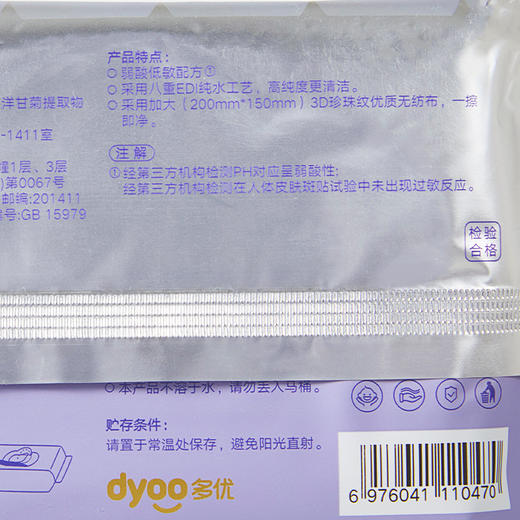 产品特点:
弱酸低敏配方①
采用八重EDI纯水工艺,高纯度更清洁。
采用加大(200mm*150mm)3D珍珠纹优质无纺布,一擦
即净。
洋甘菊提取物
-1411室
幢1层、3层
)第0067号
邮编:201411
编号:GB 15979
注解
①经第三方机构检测PH对应呈弱酸性;
经第三方机构检测在人体皮肤斑贴试验中未出现过敏反应。
检验
合格
本产品不溶于水,请勿丢入马桶。
贮存条件:
请置于常温处保存,避免阳光直射。
dyoo多优
6 976041 110470